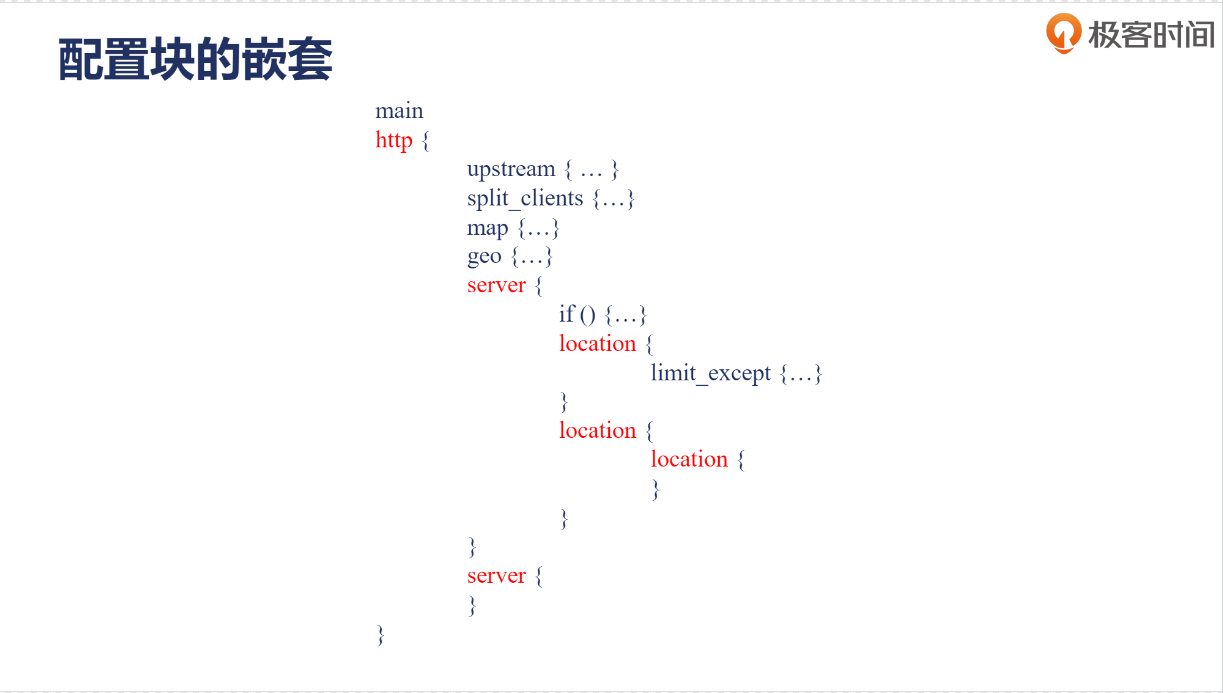 极客时间
配置块的嵌套
main
http {
upstream { … }
split_clients {…}
map {…}
geo {…}
server {
if () {…}
location {
limit_except {…}
}
location {
location {
}
}
}
server {
}
}